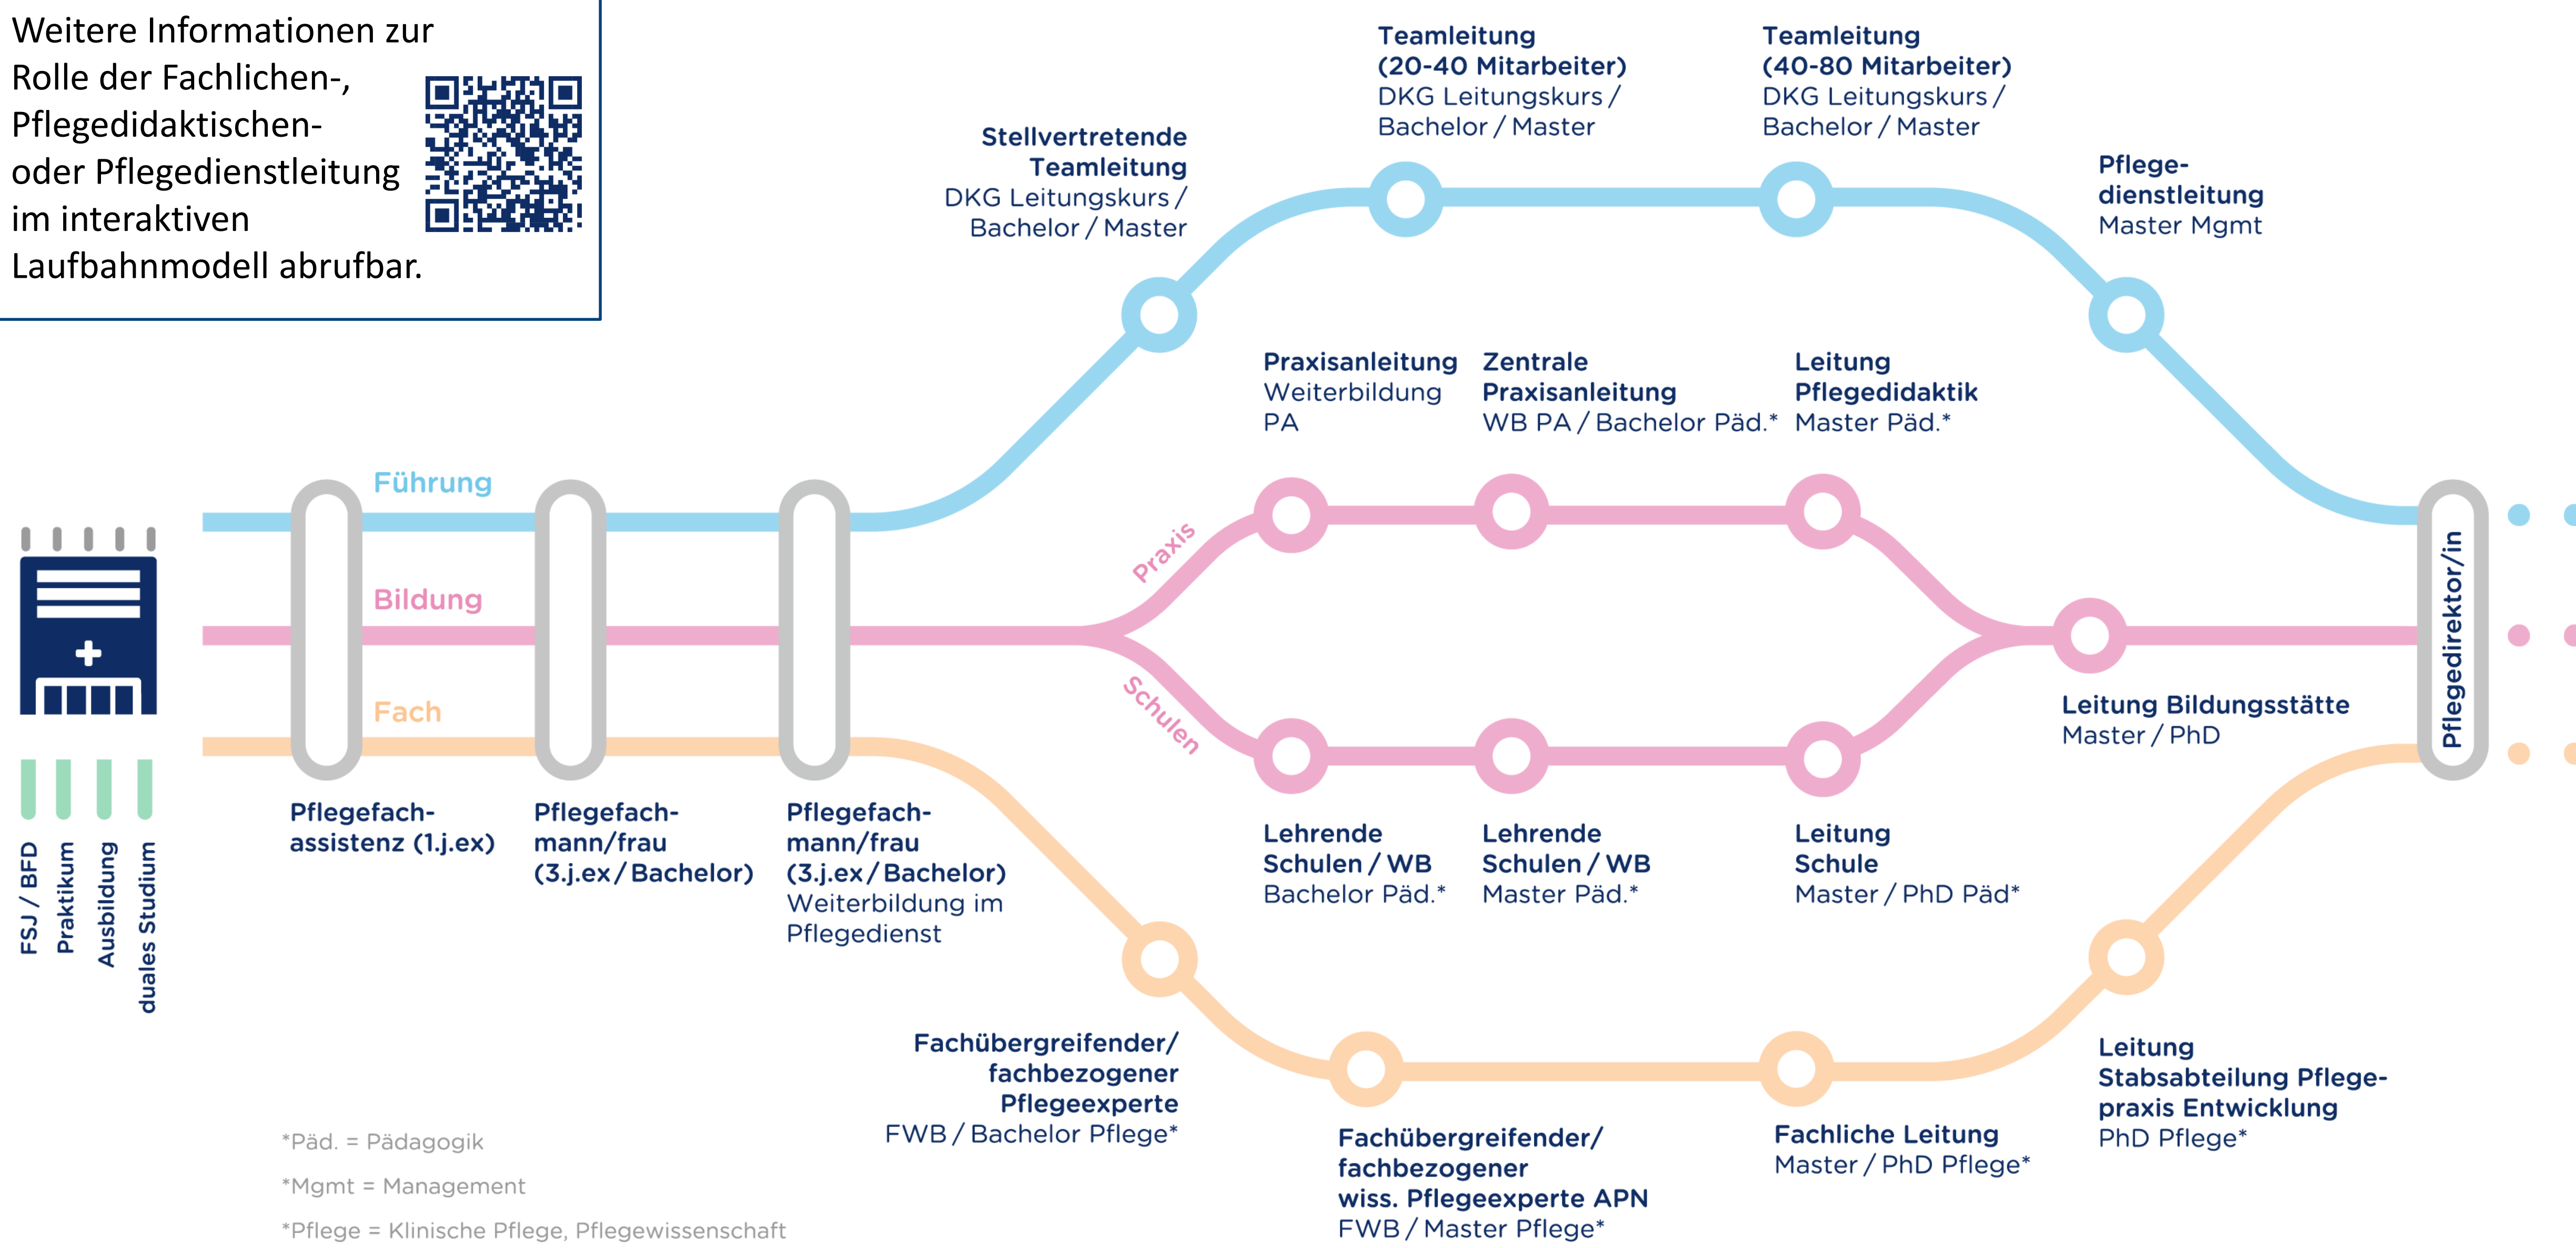 Weitere Informationen zur
Rolle der Fachlichen-,
Pflegedidaktischen-
oder Pflegedienstleitung
im interaktiven
Laufbahnmodell abrufbar.
Stellvertretende
Teamleitung
DKG Leitungskurs /
Bachelor / Master
Teamleitung
(20-40 Mitarbeiter)
DKG Leitungskurs /
Bachelor / Master
Teamleitung
(40-80 Mitarbeiter)
DKG Leitungskurs /
Bachelor / Master
Pflege-
dienstleitung
Master Mgmt
Praxisanleitung
Weiterbildung
PA
Zentrale
Praxisanleitung
WB PA / Bachelor Päd.*
Leitung
Pflegedidaktik
Master Päd.*
Führung
Bildung
Fach
Praxis
Schulen
Pflegedirektor/in
Leitung Bildungsstätte
Master / PhD
FSJ / BFD
Praktikum
Ausbildung
duales Studium
Pflegefach-
assistenz (1.j.ex)
Pflegefach-
mann/frau
(3.j.ex / Bachelor)
Pflegefach-
mann/frau
(3.j.ex / Bachelor)
Weiterbildung im
Pflegedienst
Lehrende
Schulen / WB
Bachelor Päd.*
Lehrende
Schulen / WB
Master Päd.*
Leitung
Schule
Master / PhD Päd*
Fachübergreifender/
fachbezogener
Pflegeexperte
FWB / Bachelor Pflege*
Fachübergreifender/
fachbezogener
wiss. Pflegeexperte APN
FWB / Master Pflege*
Fachliche Leitung
Master / PhD Pflege*
Leitung
Stabsabteilung Pflege-
praxis Entwicklung
PhD Pflege*
*Päd. = Pädagogik
*Mgmt = Management
*Pflege = Klinische Pflege, Pflegewissenschaft